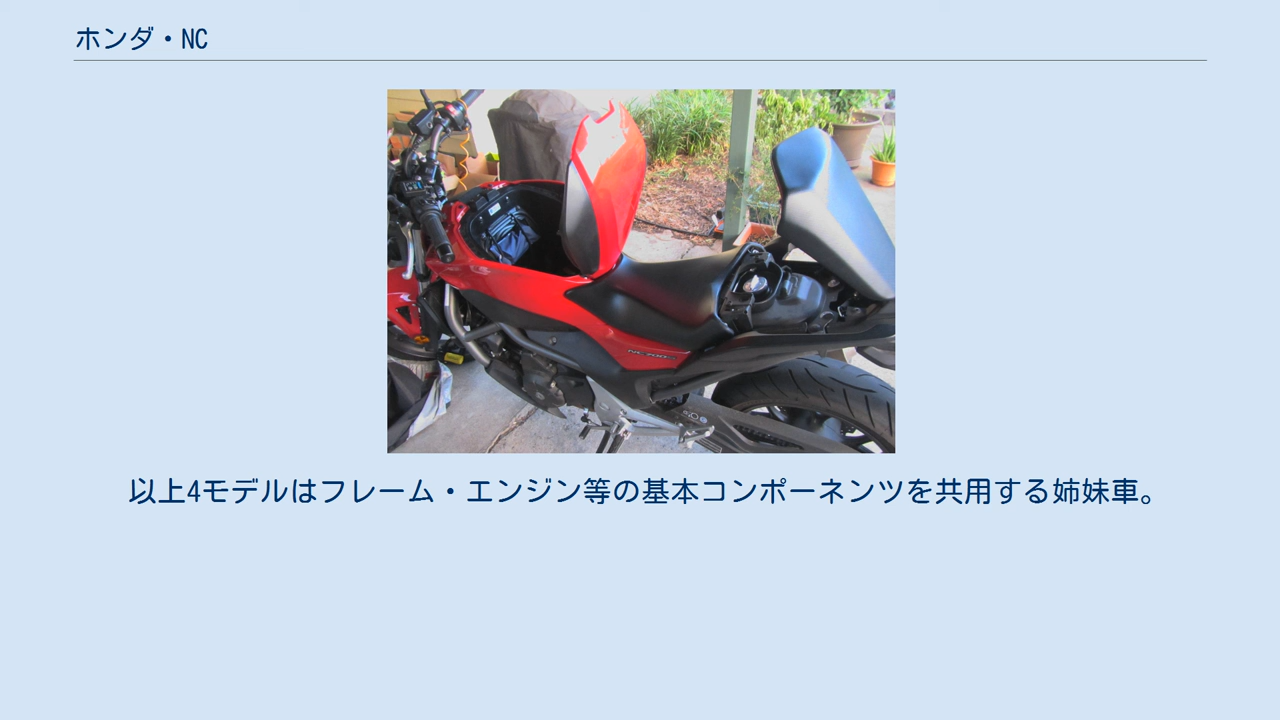 ホンダ・NC
NC700
以上4モデルはフレーム・エンジン等の基本コンポーネンツを共用する姉妹車。